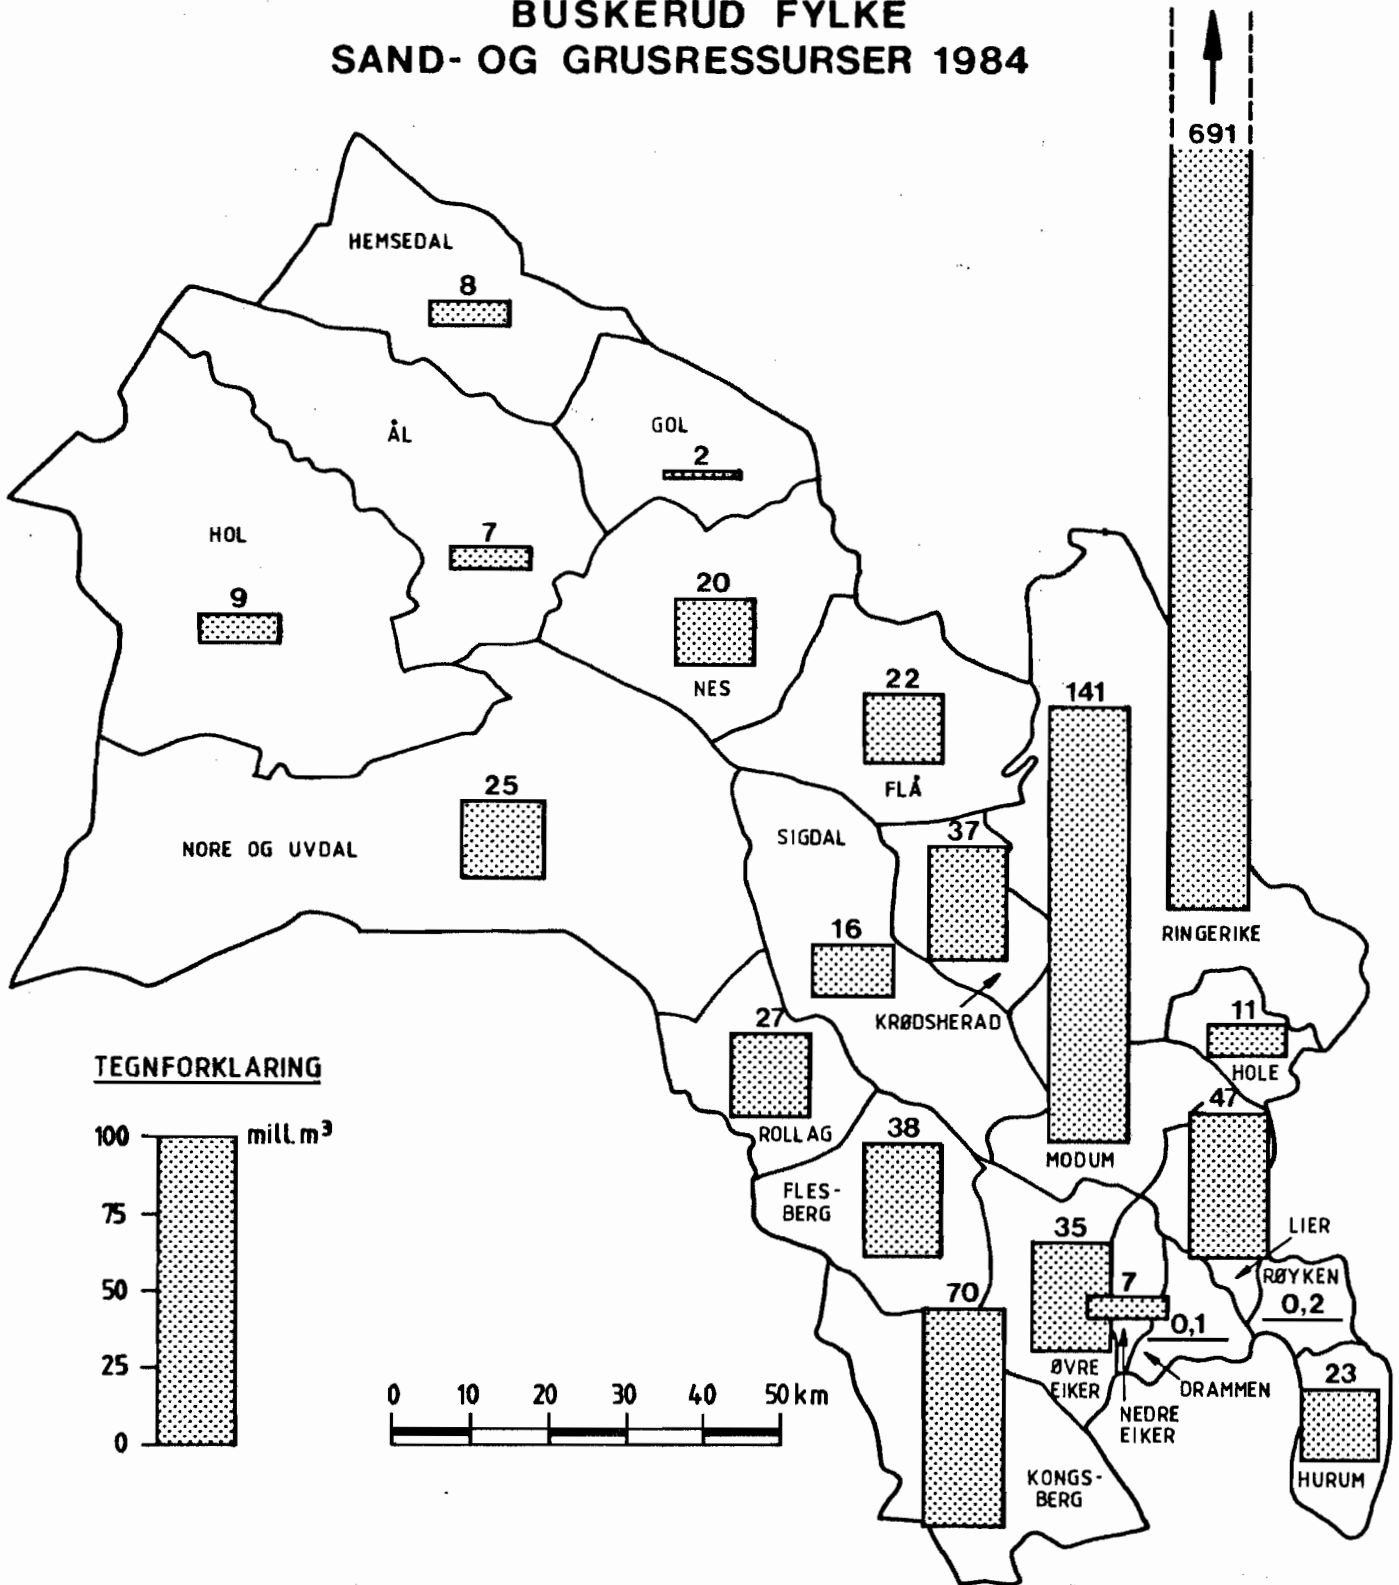 BUSKERUD FYLKE
SAND- OG GRUSRESSURSER 1984
691
HEMSEDAL
8
ÅL
7
GOL
2
HOL
9
20
NES
22
FLÅ
141
MODUM
25
NORE OG UVDAL
SIGDAL
16
37
KRØDSHERAD
RINGERIKE
11
HOLE
27
ROLLAG
38
FLES-
BERG
47
LIER
RØYKEN
0,2
35
ØVRE
EIKER
7
NEDRE
EIKER
0,1
DRAMMEN
70
KONGS-
BERG
23
HURUM
TEGNFORKLARING
100 mill. m³
75
50
25
0
0 10 20 30 40 50 km